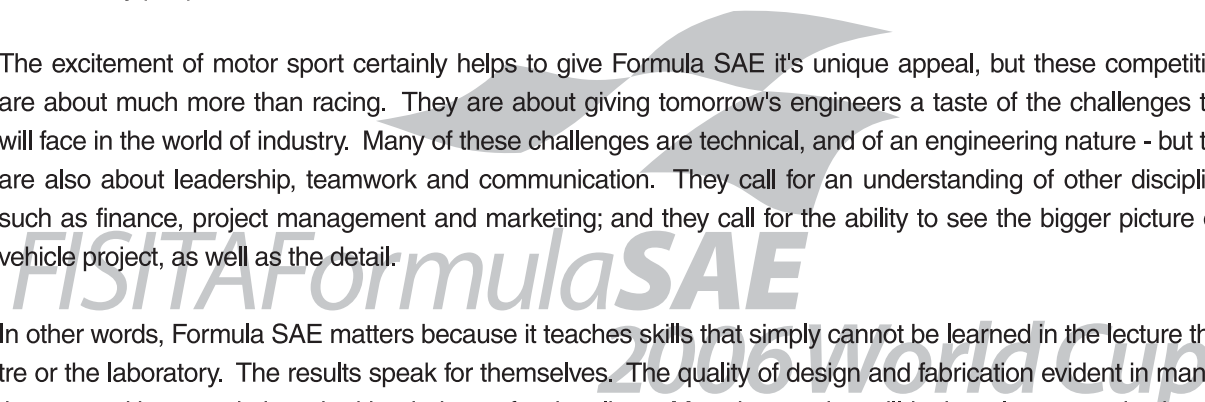 The excitement of motor sport certainly helps to give Formula SAE it's unique appeal, but these competiti
are about much more than racing. They are about giving tomorrow's engineers a taste of the challenges t
will face in the world of industry. Many of these challenges are technical, and of an engineering nature - but t
are also about leadership, teamwork and communication. They call for an understanding of other discipli
such as finance, project management and marketing; and they call for the ability to see the bigger picture
vehicle project, as well as the detail.
FISITAFormulaSAE
In other words, Formula SAE matters because it teaches skills that simply cannot be learned in the lecture th
2006 World Cup
tre or the laboratory. The results speak for themselves. The quality of design and fabrication evident in man